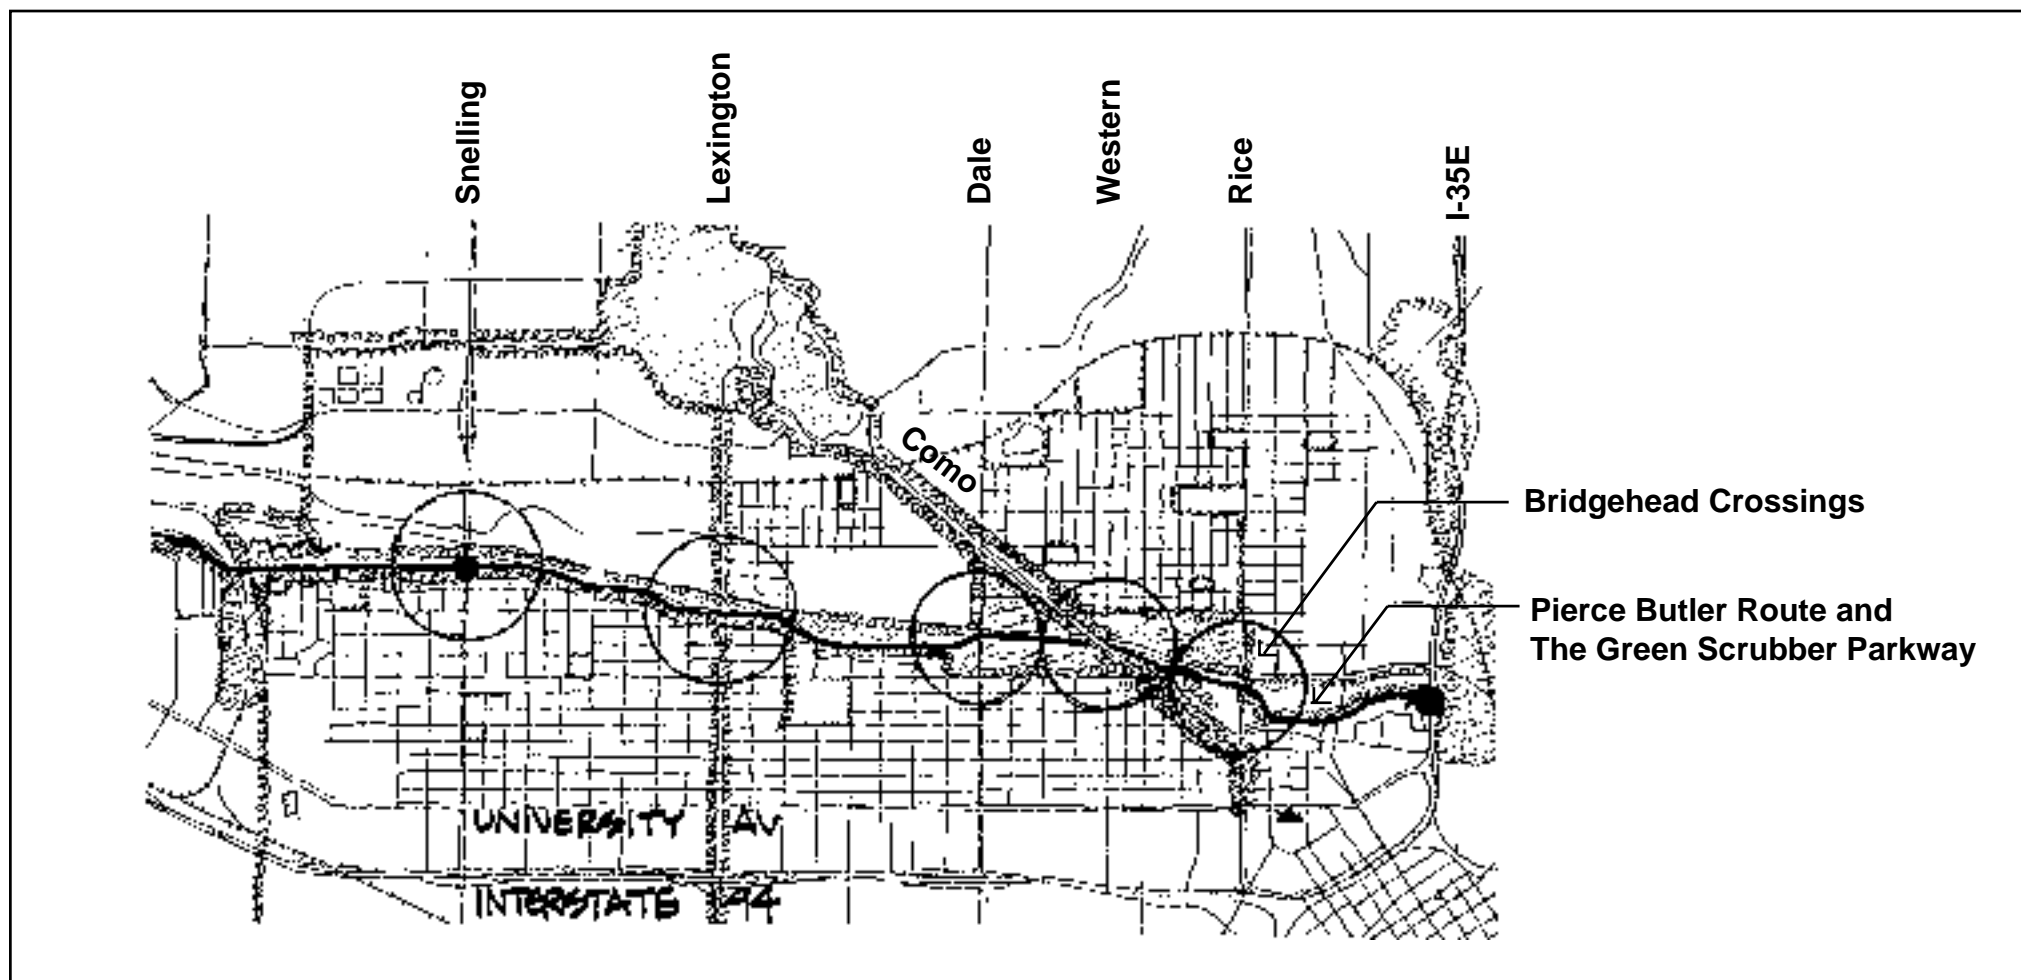 Snelling
Lexington
Dale
Western
Rice
I-35E
Como
Bridgehead Crossings
Pierce Butler Route and
The Green Scrubber Parkway
UNIVERSITY AV
INTERSTATE 94